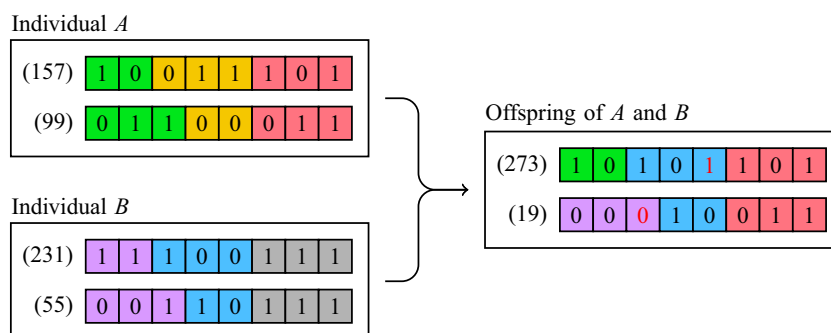 Individual A
(157) 1 0 0 1 1 1 0 1
(99) 0 1 1 0 0 0 1 1
Individual B
(231) 1 1 1 0 0 1 1 1
(55) 0 0 1 1 0 1 1 1
Offspring of A and B
(273) 1 0 1 0 1 1 0 1
(19) 0 0 0 1 0 0 1 1